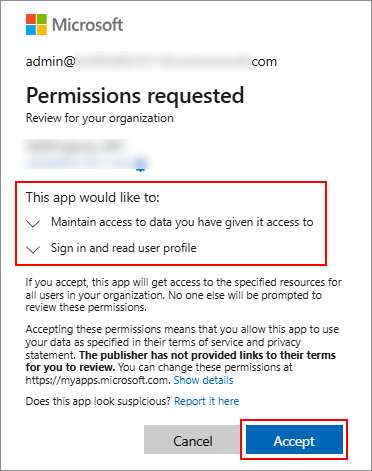 Microsoft
admin@ com
Permissions requested
Review for your organization
This app would like to:
Maintain access to data you have given it access to
Sign in and read user profile
If you accept, this app will get access to the specified resources for
all users in your organization. No one else will be prompted to
review these permissions.
Accepting these permissions means that you allow this app to use
your data as specified in their terms of service and privacy
statement. The publisher has not provided links to their terms
for you to review. You can change these permissions at
https://myapps.microsoft.com. Show details
Does this app look suspicious? Report it here
Cancel
Accept